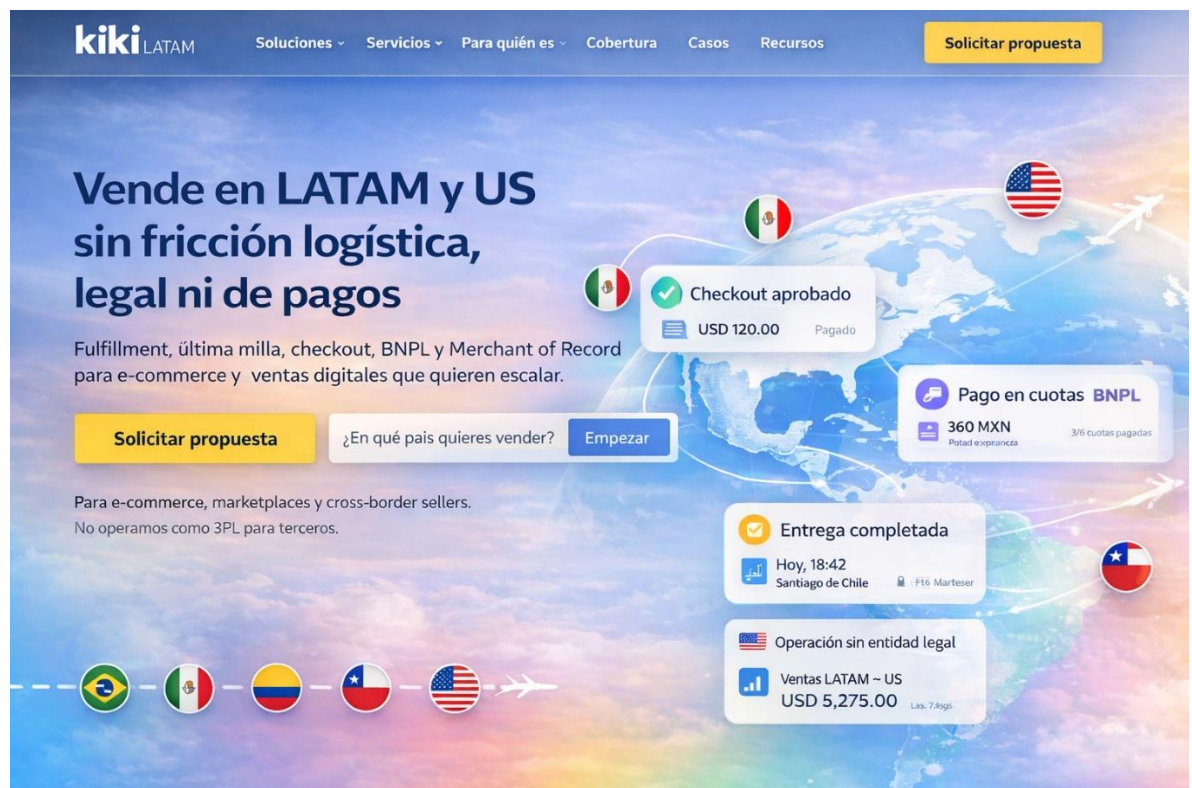 kiki LATAM
Soluciones
Servicios
Para quién es
Cobertura
Casos
Recursos
Solicitar propuesta
Vende en LATAM y US
sin fricción logística,
legal ni de pagos
Fulfillment, última milla, checkout, BNPL y Merchant of Record
para e-commerce y ventas digitales que quieren escalar.
Solicitar propuesta
¿En qué pais quieres vender?
Empezar
Para e-commerce, marketplaces y cross-border sellers.
No operamos como 3PL para terceros.
Checkout aprobado
USD 120.00 Pagado
Pago en cuotas BNPL
360 MXN
3/6 cuotas pagadas
Entrega completada
Hoy, 18:42
Santiago de Chile
Marteser
Operación sin entidad legal
Ventas LATAM ~ US
USD 5,275.00